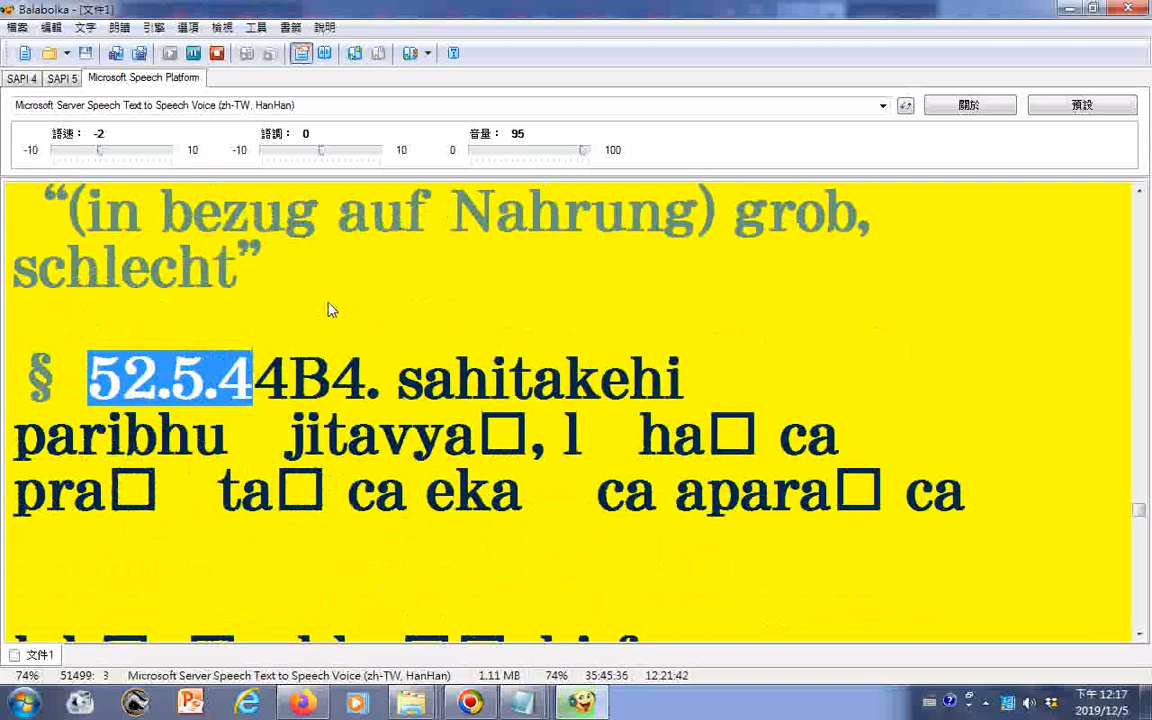 Balabolka - [文件1]
檔案 編輯 文字 朗讀 引擎 選項 檢視 工具 書籤 說明
SAPI 4 SAPI 5 Microsoft Speech Platform
Microsoft Server Speech Text to Speech Voice (zh-TW, HanHan) 關於 預設
語速： -2 語調： 0 音量： 95
-10 10 -10 10 0 100
“(in bezug auf Nahrung) grob,
schlecht”
§ 52.5.44B4. sahitakehi
paribhu jitavya□, l ha□ ca
pra□ ta□ ca eka ca apara□ ca
文件1
74% 51499: 3 Microsoft Server Speech Text to Speech Voice (zh-TW, HanHan) 1.11 MB 74% 35:45:36 12:21:42
下午 12:17
2019/12/5